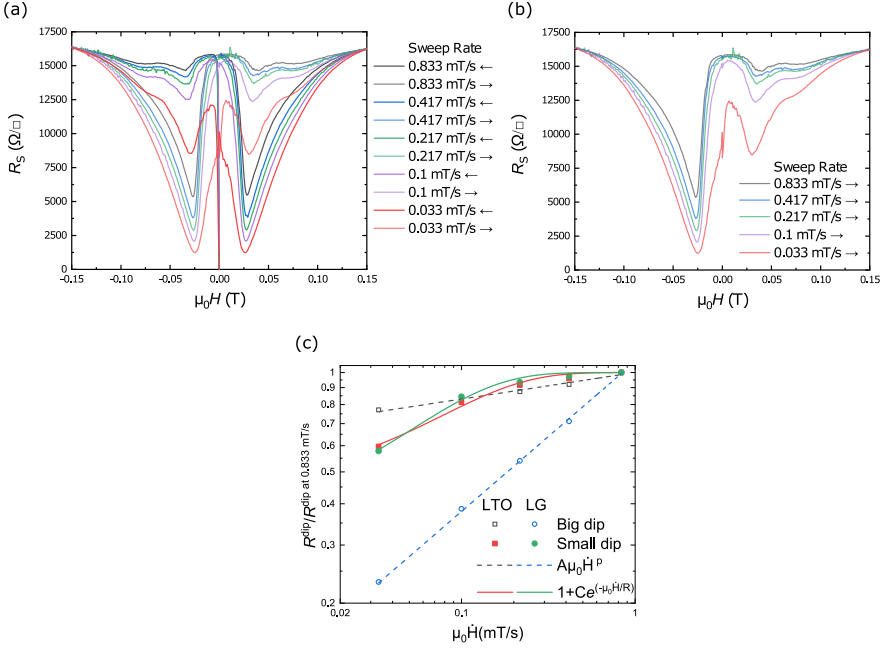 (a)
17500
15000
12500
10000
7500
5000
2500
0
-0.15
-0.10
-0.05
0.00
0.05
0.10
0.15
R_S (Ω/□)
μ₀H (T)
Sweep Rate
0.833 mT/s ←
0.833 mT/s →
0.417 mT/s ←
0.417 mT/s →
0.217 mT/s ←
0.217 mT/s →
0.1 mT/s ←
0.1 mT/s →
0.033 mT/s ←
0.033 mT/s →
(b)
17500
15000
12500
10000
7500
5000
2500
0
-0.15
-0.10
-0.05
0.00
0.05
0.10
0.15
R_S (Ω/□)
μ₀H (T)
Sweep Rate
0.833 mT/s →
0.417 mT/s →
0.217 mT/s →
0.1 mT/s →
0.033 mT/s →
(c)
1
0.9
0.8
0.7
0.6
0.5
0.4
0.3
0.2
0.02
0.1
1
R^dip/R^dip at 0.833 mT/s
μ₀Ḣ(mT/s)
LTO LG
Big dip
Small dip
Aμ₀Ḣ^p
1+Ce^(-μ₀Ḣ/R)